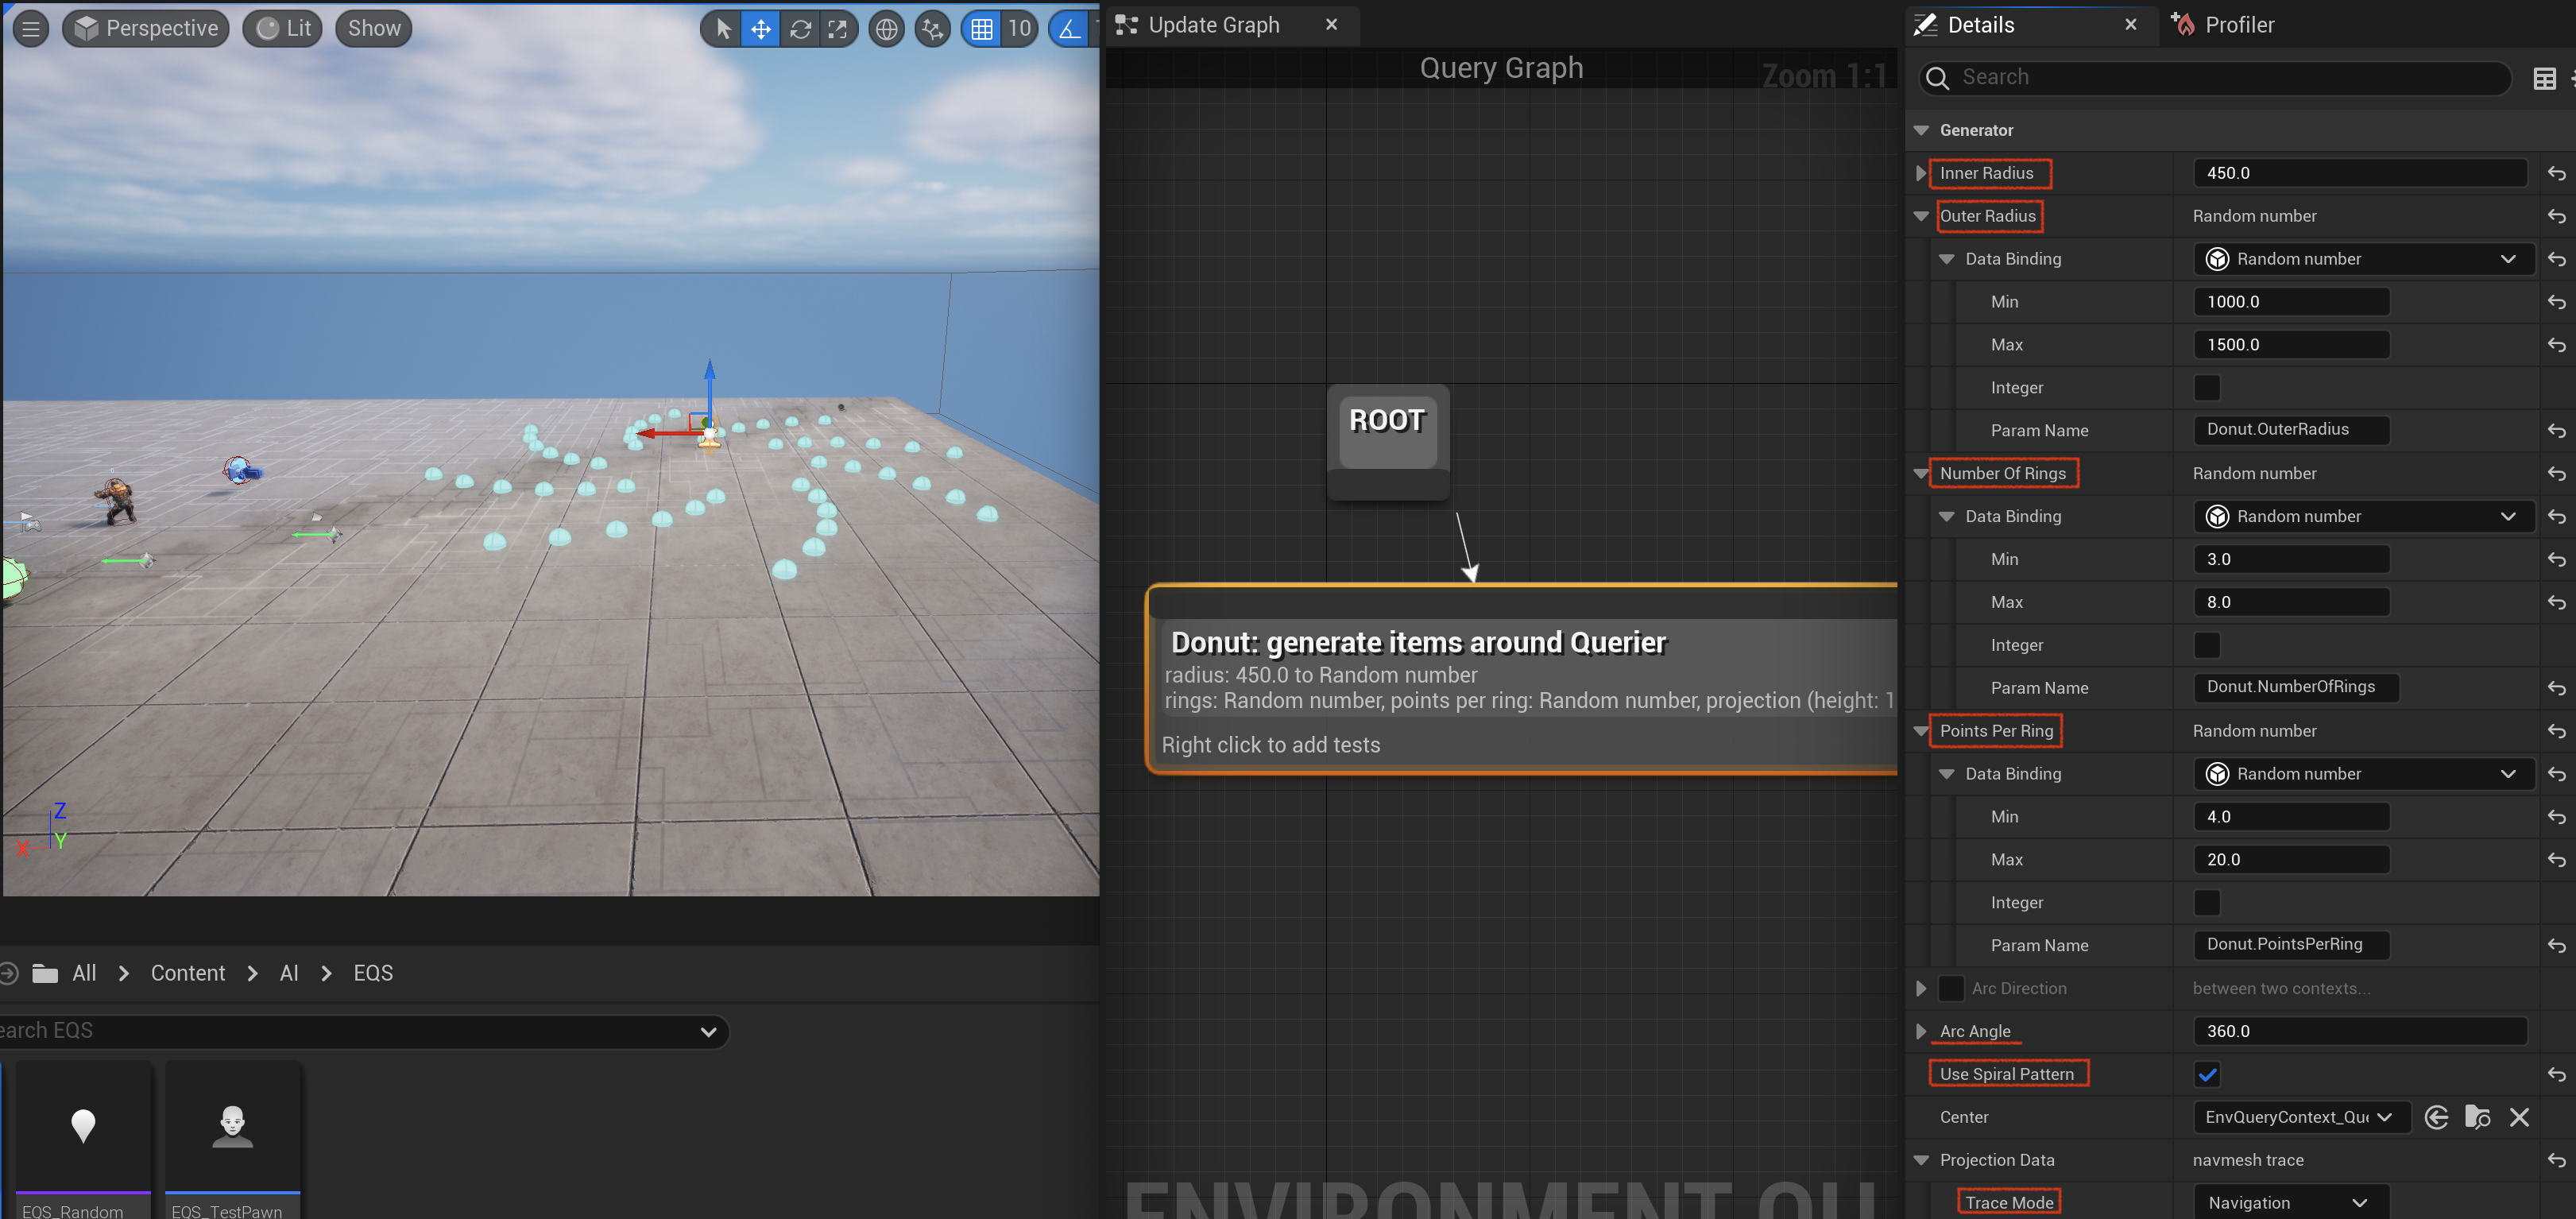 Perspective
Lit
Show
10
Update Graph
Query Graph
Zoom 1:1
ROOT
Donut: generate items around Querier
radius: 450.0 to Random number
rings: Random number, points per ring: Random number, projection (height: 1
Right click to add tests
ENVIRONMENT QU
Z
Y
X
All > Content > AI > EQS
earch EQS
EQS_Random
EQS_TestPawn
Details
Profiler
Search
Generator
Inner Radius 450.0
Outer Radius Random number
Data Binding Random number
Min 1000.0
Max 1500.0
Integer
Param Name Donut.OuterRadius
Number Of Rings Random number
Data Binding Random number
Min 3.0
Max 8.0
Integer
Param Name Donut.NumberOfRings
Points Per Ring Random number
Data Binding Random number
Min 4.0
Max 20.0
Integer
Param Name Donut.PointsPerRing
Arc Direction between two contexts...
Arc Angle 360.0
Use Spiral Pattern
Center EnvQueryContext_Que
Projection Data navmesh trace
Trace Mode Navigation